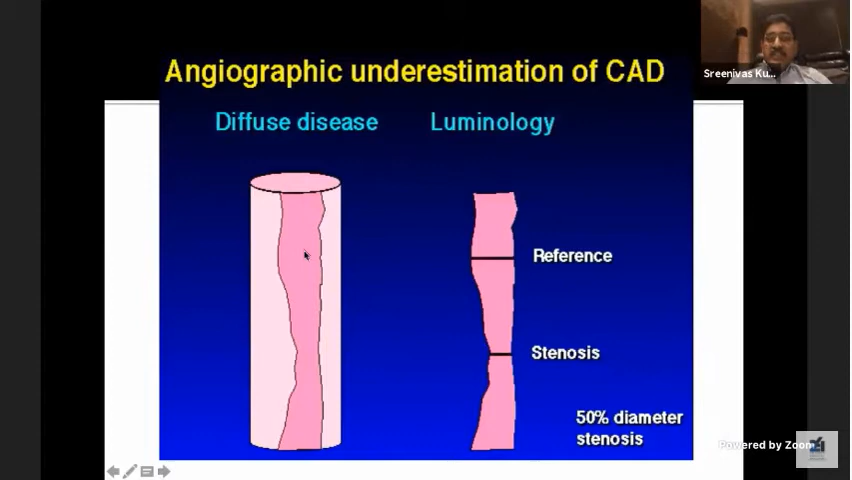 Sreenivas Ku...
Angiographic underestimation of CAD
Diffuse disease
Luminology
Reference
Stenosis
50% diameter
stenosis
Powered by Zoom